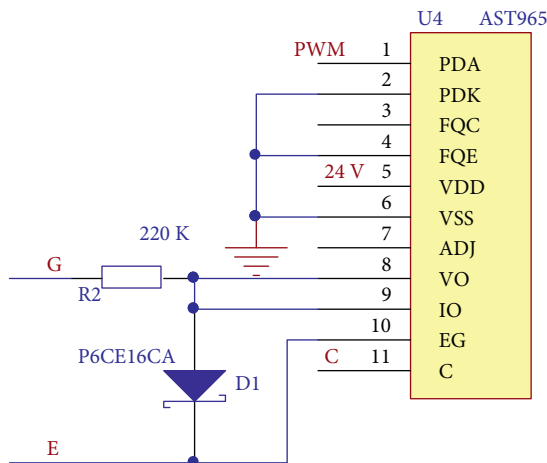 U4 AST965
PWM 1 PDA
2 PDK
3 FQC
4 FQE
24 V 5 VDD
6 VSS
220 K 7 ADJ
G 8 VO
R2 9 IO
10 EG
P6CE16CA C 11 C
D1
E